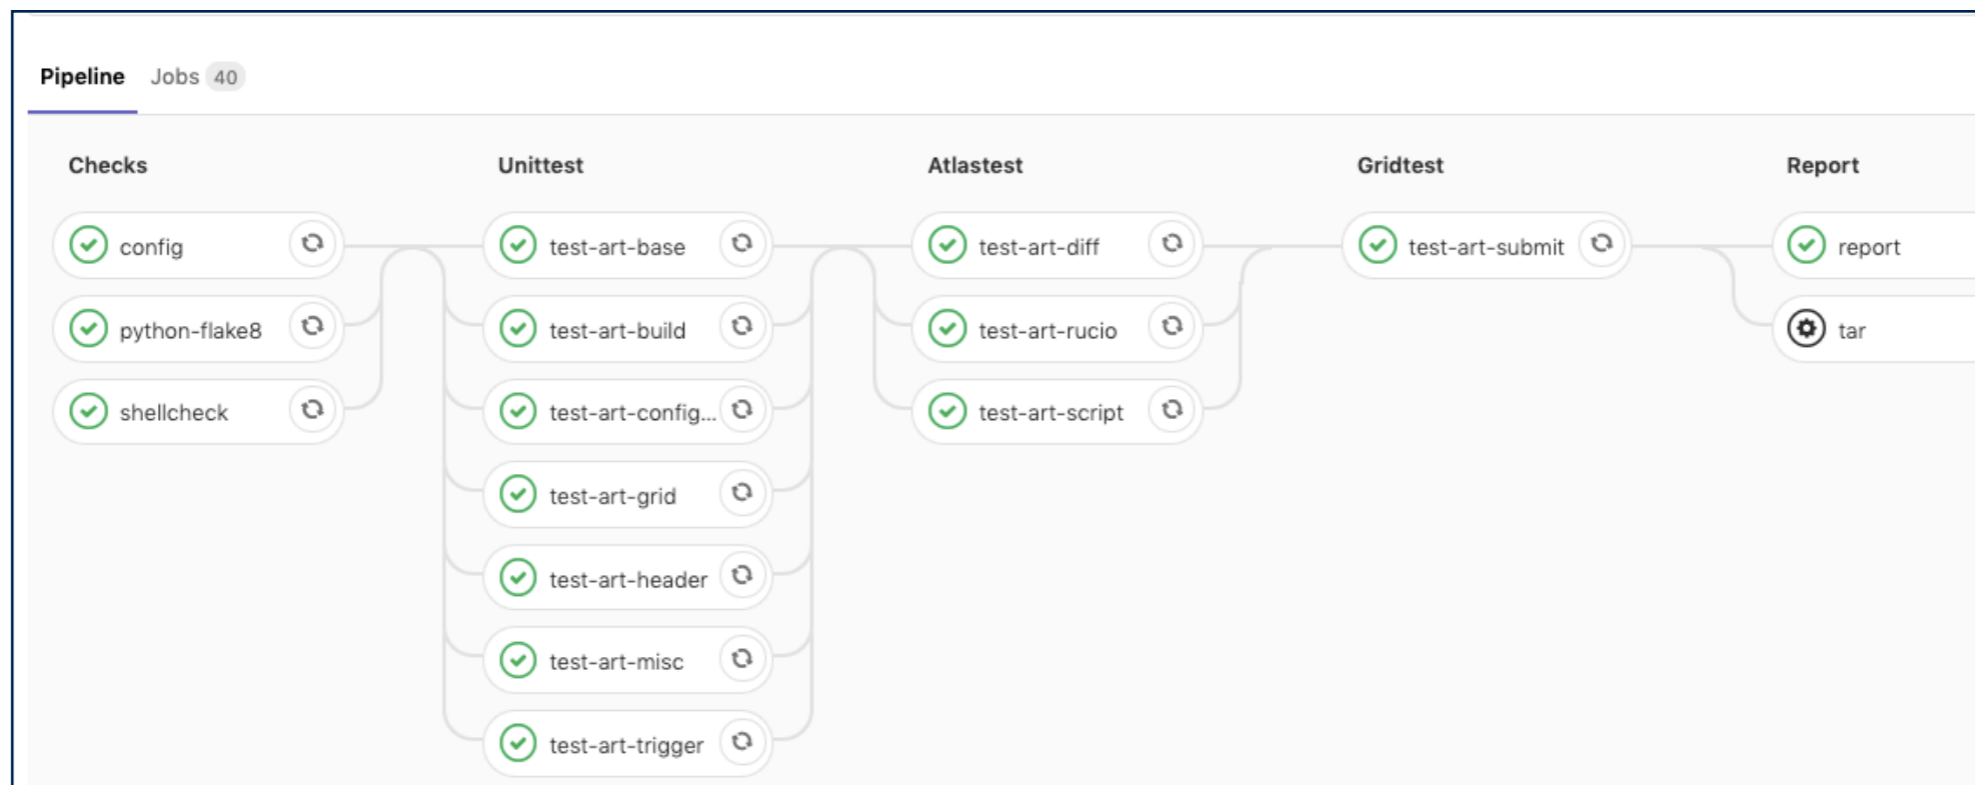 Pipeline Jobs 40
Checks Unittest Atlastest Gridtest Report
config test-art-base test-art-diff test-art-submit report
python-flake8 test-art-build test-art-rucio tar
shellcheck test-art-config... test-art-script
test-art-grid
test-art-header
test-art-misc
test-art-trigger